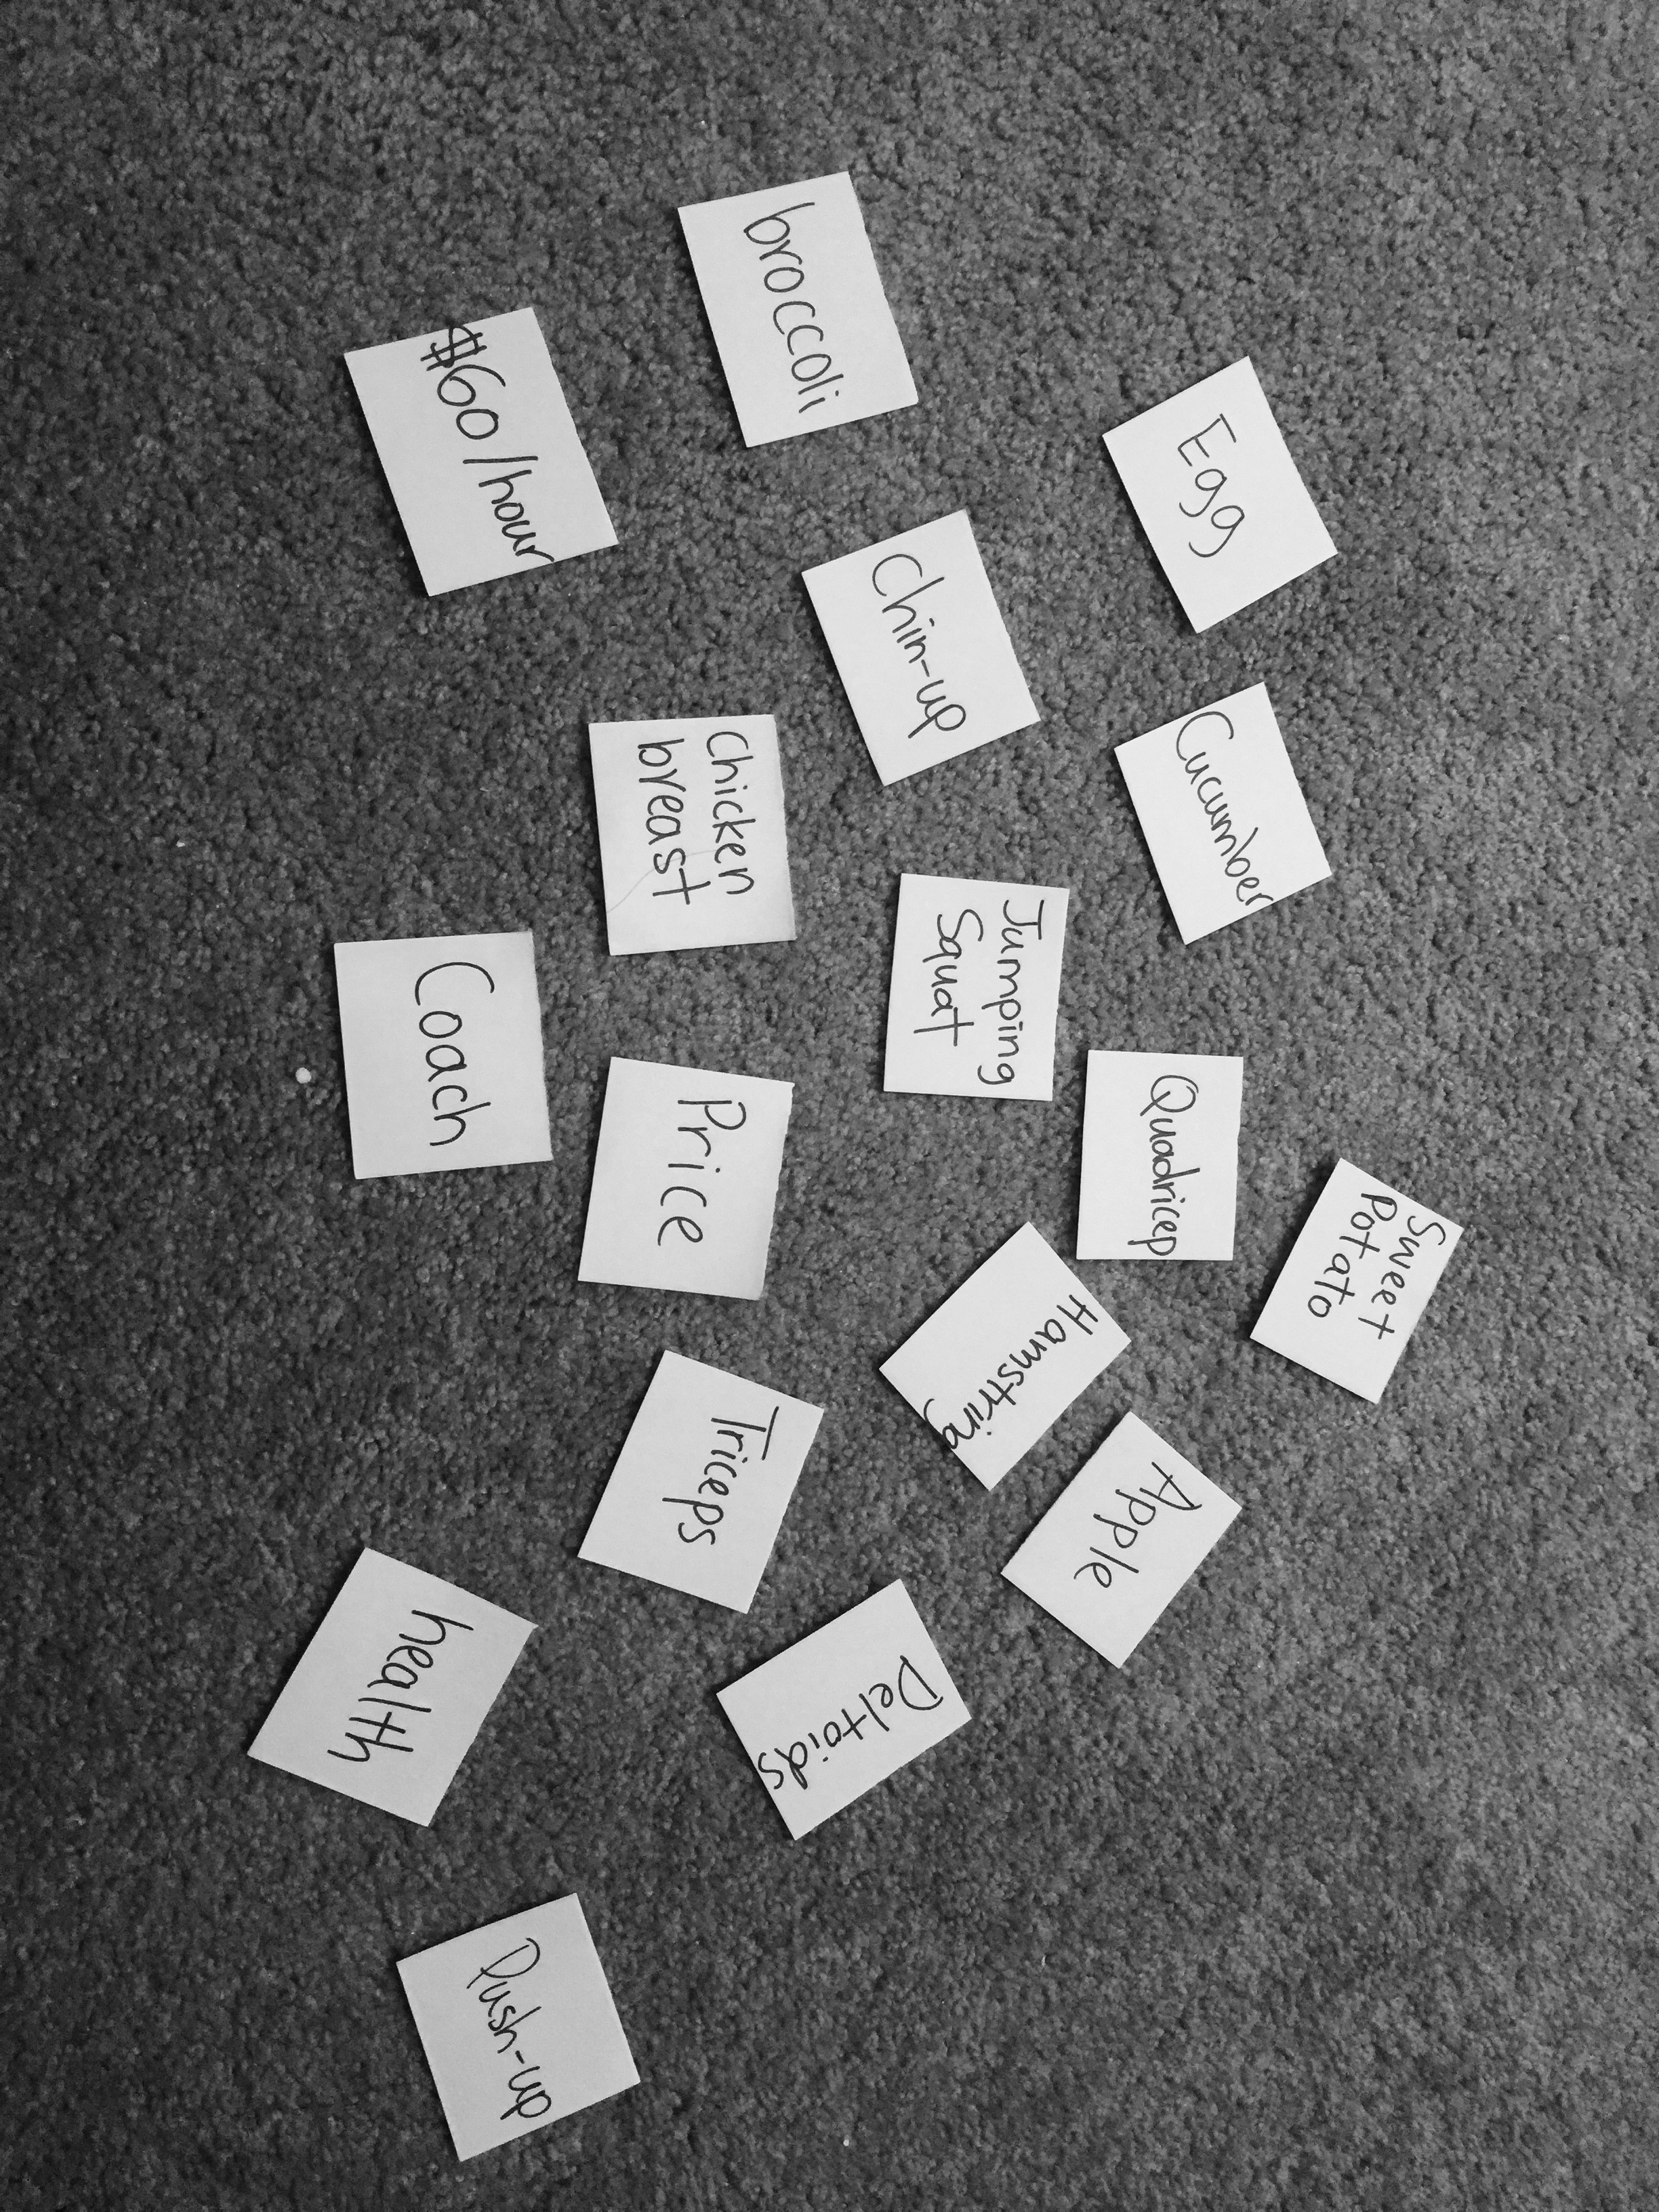 broccoli
$60/hour
Egg
Chin-up
Cucumber
Chicken
breast
Jumping
Squat
Coach
Price
Quadricep
Sweet
Potato
Hamstring
Triceps
Apple
health
Deltoids
Push-up